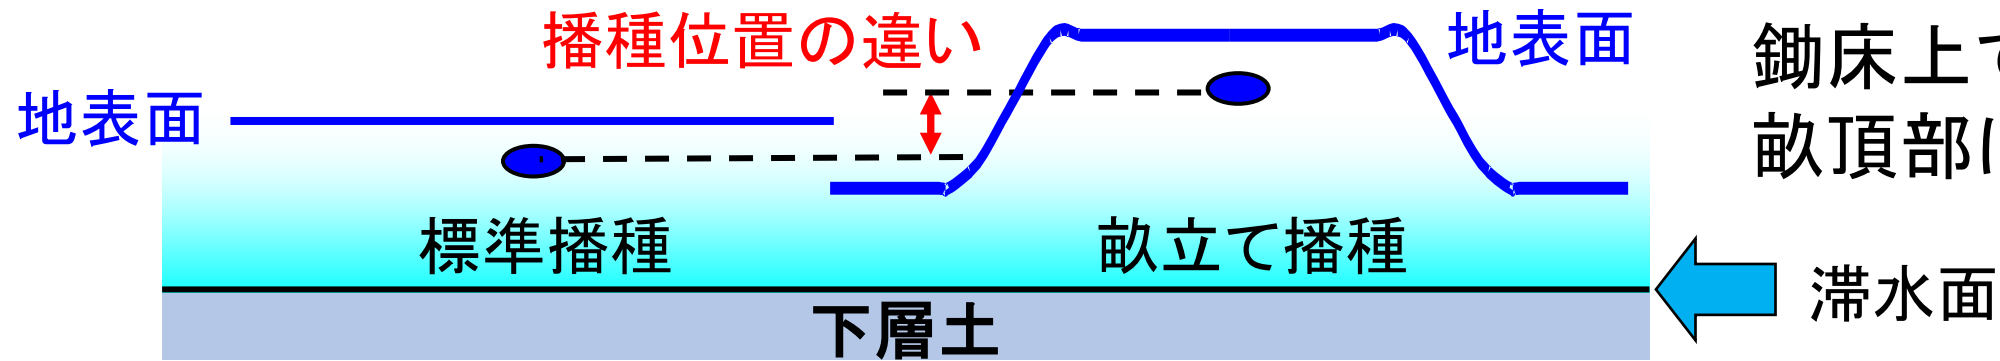 播種位置の違い
地表面
地表面
鋤床上
畝頂部に
標準播種
畝立て播種
滞水面
下層土